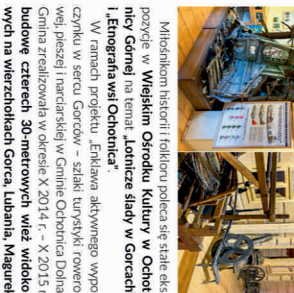 Miłośnikom historii i folkloru poleca się stałe eks
pozycje w Wiejskim Ośrodku Kultury w Ochot
nicy Górnej na temat „Lotnicze ślady w Gorcach
i „Etnografia wsi Ochotnica".
W ramach projektu „Enklawa aktywnego wypo
czynku w sercu Gorców – szlaki turystyki rowero
wej, pieszej i narciarskiej w Gminie Ochotnica Dolna
Gmina zrealizowała w okresie X 2014 r. – X 2015 r
budowę czterech 30-metrowych wież widoko
wych na wierzchołkach Gorca, Lubania, Magurek